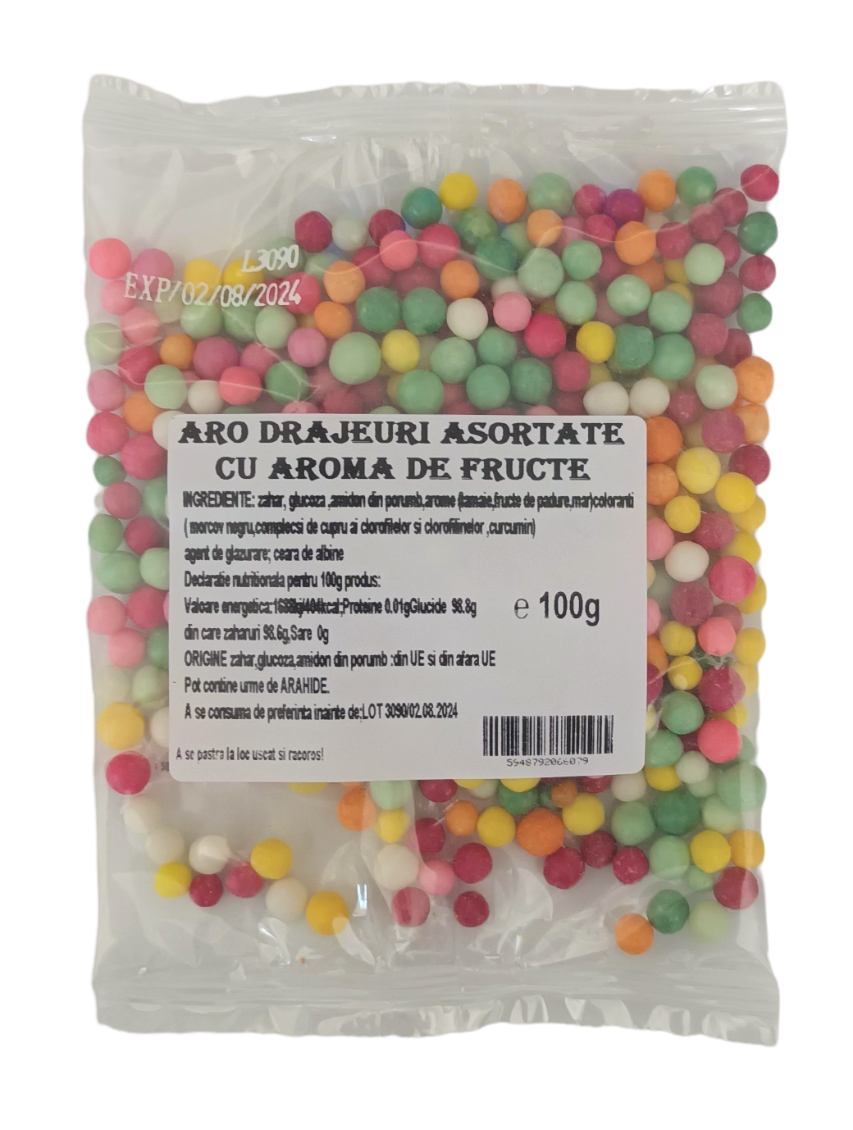 L3090
EXP/02/08/2024
ARO DRAJEURI ASORTATE
CU AROMA DE FRUCTE
INGREDIENTE: zahar, glucoza ,amidon din porumb,arome (lamaie,fructe de padure,mar)coloranti
( morcov negru,complecsi de cupru ai clorofilelor si clorofilinelor ,curcumin)
agent de glazurare; ceara de albine
Declaratie nutritionala pentru 100g produs:
Valoare energetica: Proteine 0.01gGlucide 98.8g
din care zaharuri 98.6g,Sare 0g
e 100g
ORIGINE zahar,glucoza,amidon din porumb :din UE si din afara UE
Pot contine urme de ARAHIDE.
A se consuma de preferinta inainte de:LOT 3090/02.08.2024
A se pastra la loc uscat si racoros!
5948792066079